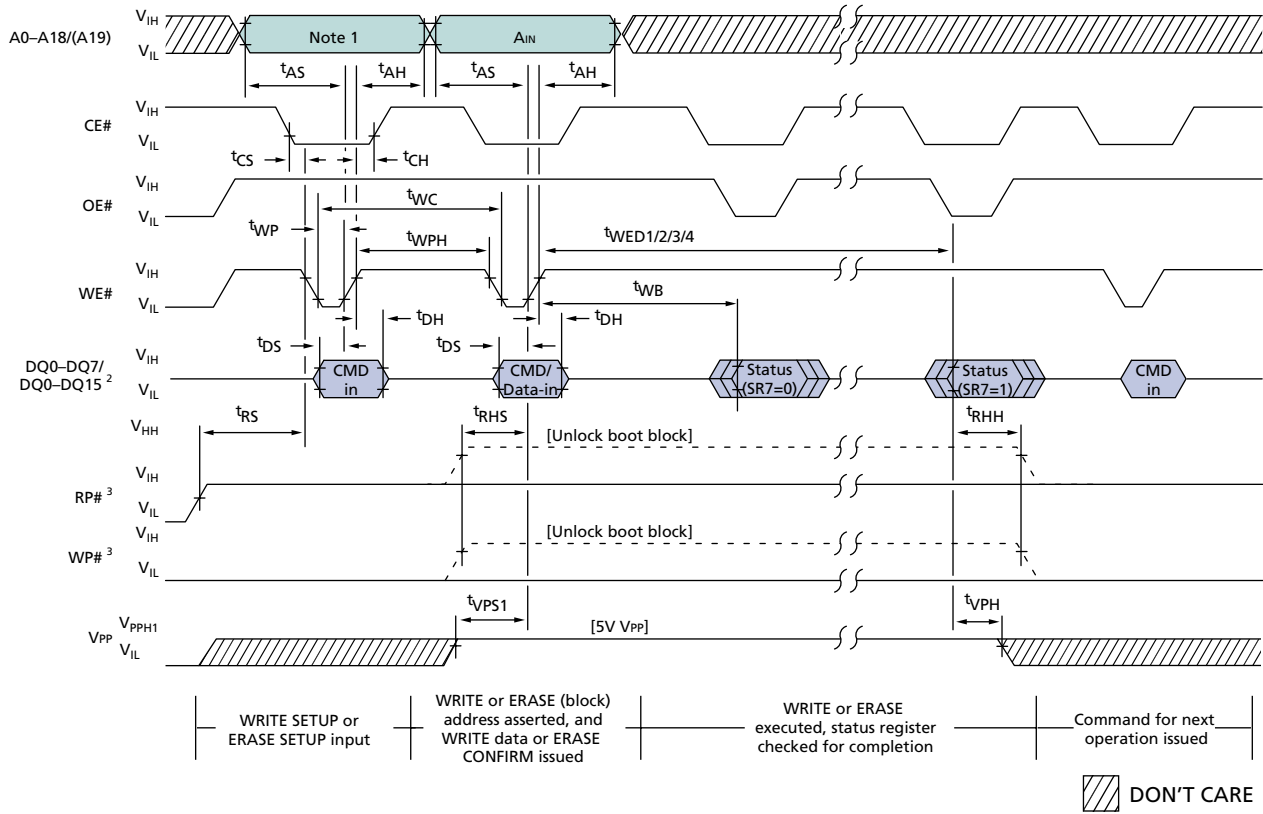 VIH
A0–A18/(A19)
VIL
Note 1
AIN
tAS
tAH
tAS
tAH
VIH
CE#
VIL
tCS
tCH
VIH
OE#
VIL
tWC
tWP
tWPH
tWED1/2/3/4
VIH
WE#
VIL
tWB
tDH
tDH
tDS
tDS
VIH
DQ0–DQ7/
DQ0–DQ15 2
VIL
CMD
in
CMD/
Data-in
Status
(SR7=0)
Status
(SR7=1)
CMD
in
tRS
tRHS
tRHH
VHH
[Unlock boot block]
VIH
RP# 3
VIL
VIH
[Unlock boot block]
WP# 3
VIL
tVPS1
tVPH
VPPH1
[5V VPP]
VPP
VIL
WRITE SETUP or
ERASE SETUP input
WRITE or ERASE (block)
address asserted, and
WRITE data or ERASE
CONFIRM issued
WRITE or ERASE
executed, status register
checked for completion
Command for next
operation issued
DON'T CARE